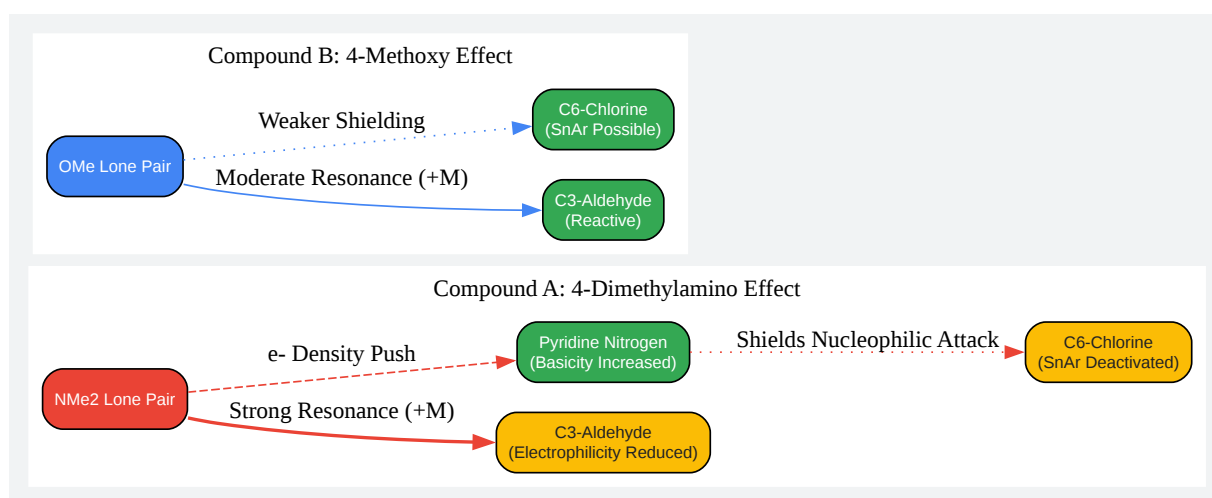 Compound B: 4-Methoxy Effect
OMe Lone Pair
Weaker Shielding
C6-Chlorine
(SnAr Possible)
Moderate Resonance (+M)
C3-Aldehyde
(Reactive)
Compound A: 4-Dimethylamino Effect
NMe2 Lone Pair
e- Density Push
Pyridine Nitrogen
(Basicity Increased)
Shields Nucleophilic Attack
C6-Chlorine
(SnAr Deactivated)
Strong Resonance (+M)
C3-Aldehyde
(Electrophilicity Reduced)